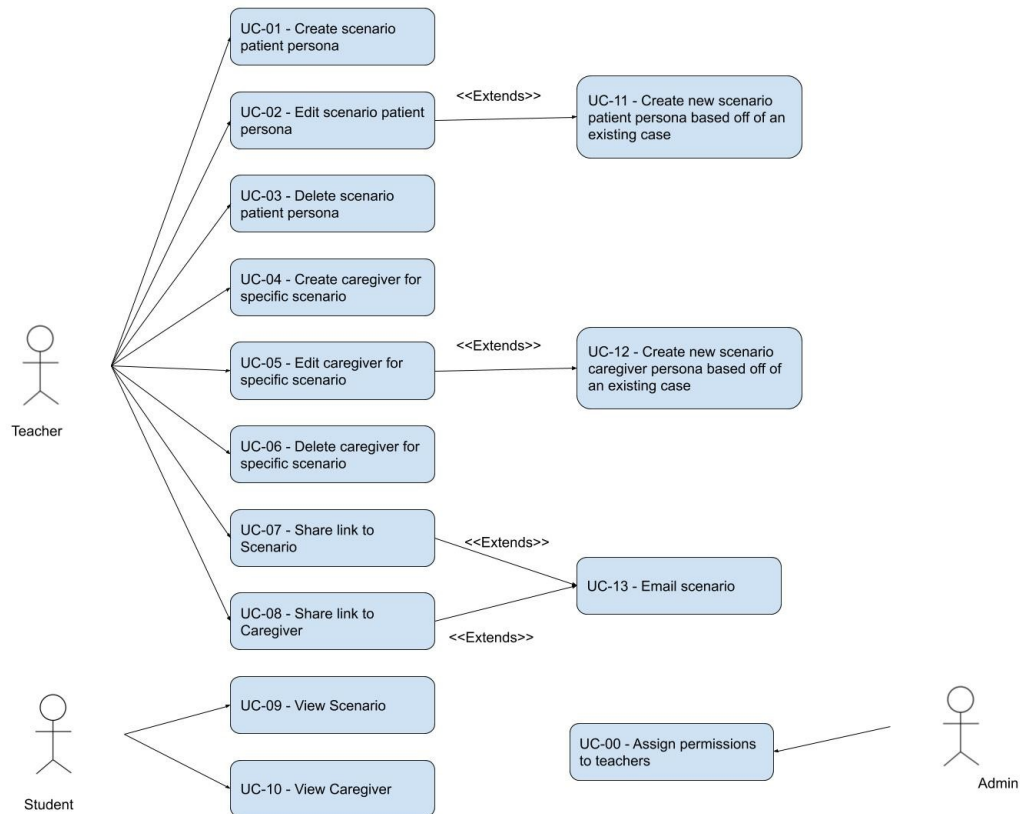 UC-01 - Create scenario
patient persona
UC-02 - Edit scenario patient
persona
<<Extends>>
UC-11 - Create new scenario
patient persona based off of an
existing case
UC-03 - Delete scenario
patient persona
UC-04 - Create caregiver for
specific scenario
Teacher
UC-05 - Edit caregiver for
specific scenario
<<Extends>>
UC-12 - Create new scenario
caregiver persona based off of
an existing case
UC-06 - Delete caregiver for
specific scenario
UC-07 - Share link to
Scenario
<<Extends>>
UC-13 - Email scenario
UC-08 - Share link to
Caregiver
<<Extends>>
UC-09 - View Scenario
UC-10 - View Caregiver
Student
UC-00 - Assign permissions
to teachers
Admin